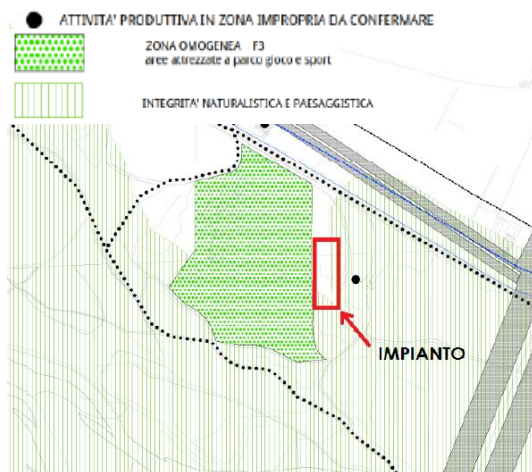 ATTIVITA' PRODUTTIVA IN ZONA IMPROPRIA DA CONFERMARE
ZONA OMOGENEA F3
aree attrezzate a parco gioco e sport
INTEGRITA' NATURALISTICA E PAESAGGISTICA
IMPIANTO